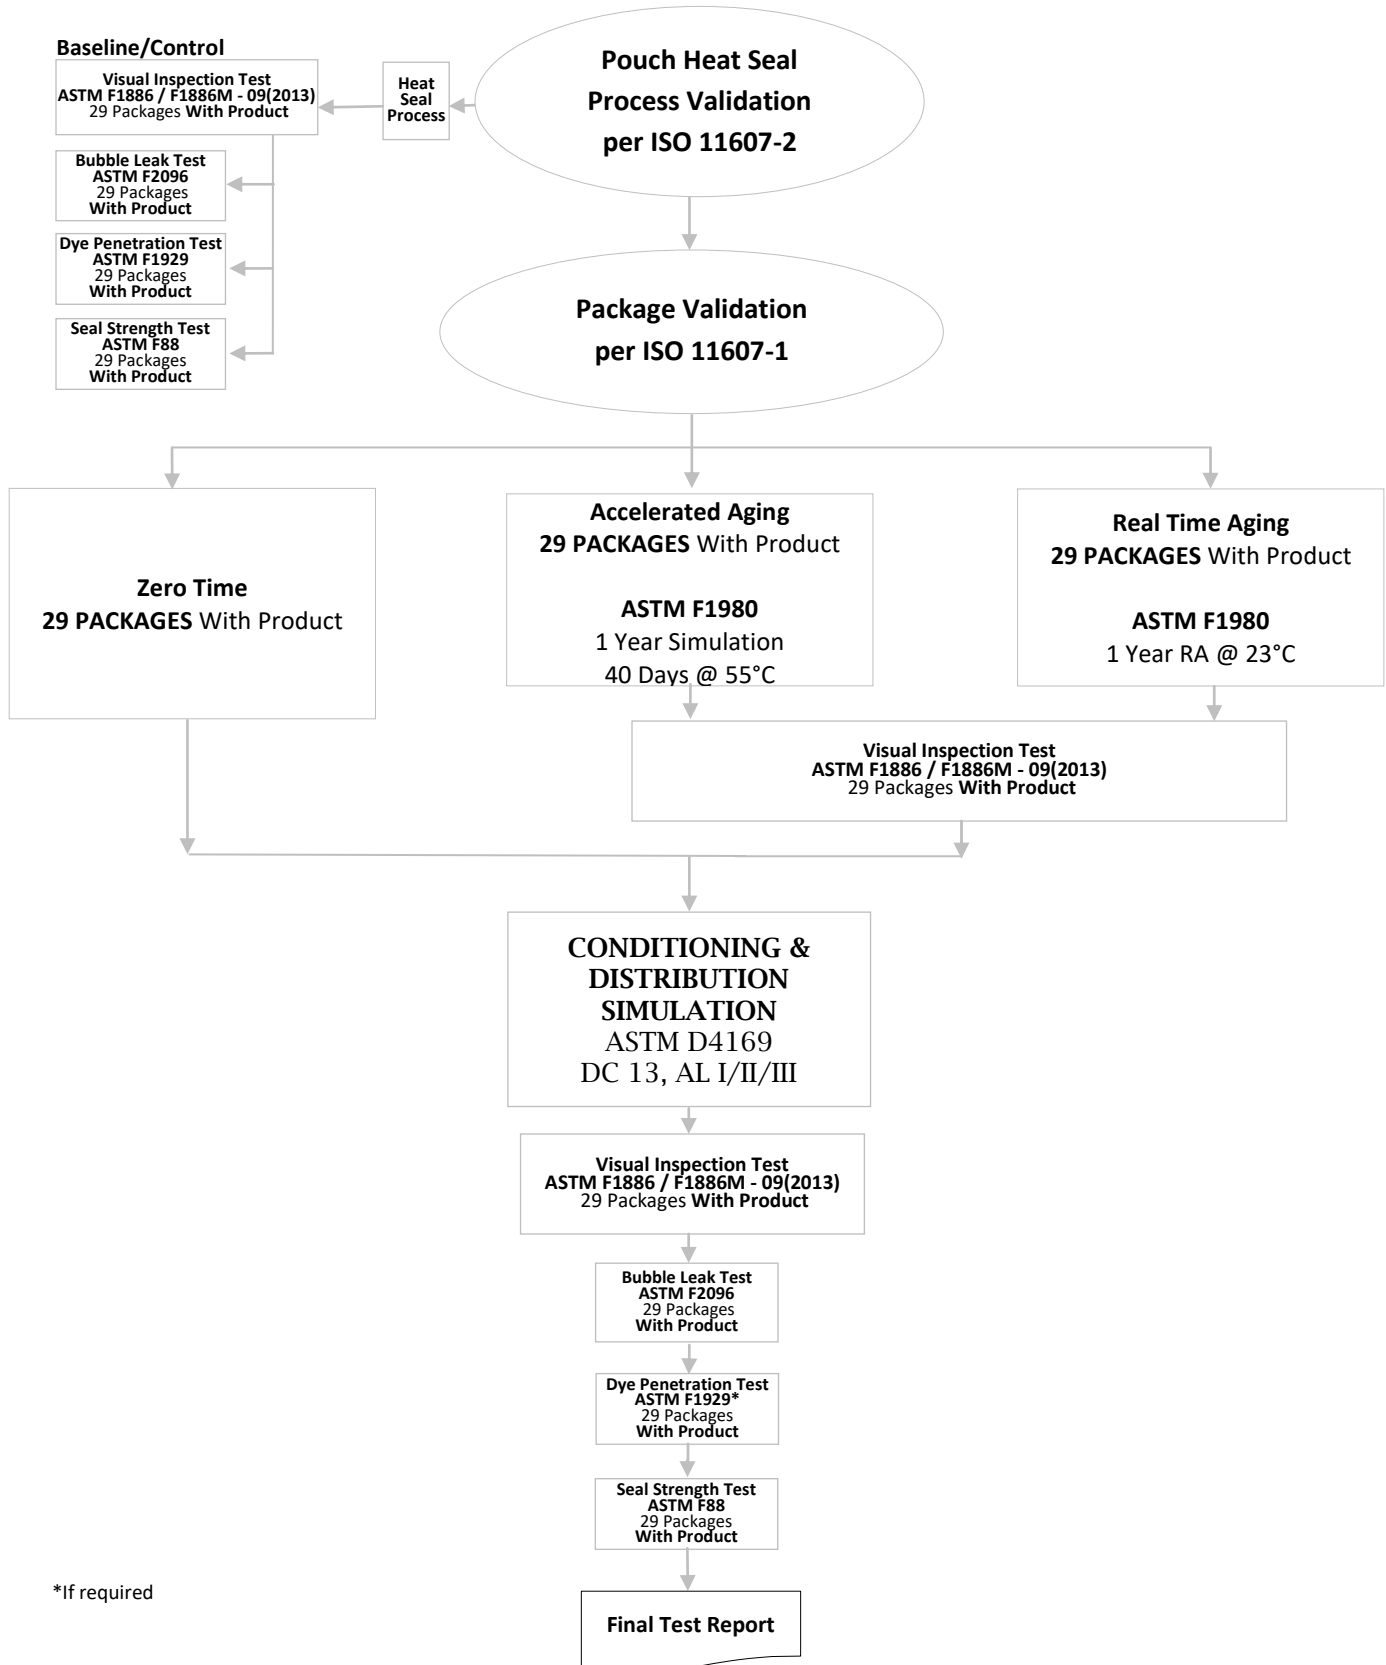 Pouch Heat Seal
Process Validation
per ISO 11607-2
Heat
Seal
Process
Baseline/Control
Visual Inspection Test
ASTM F1886 / F1886M - 09(2013)
29 Packages With Product
Bubble Leak Test
ASTM F2096
29 Packages
With Product
Dye Penetration Test
ASTM F1929
29 Packages
With Product
Seal Strength Test
ASTM F88
29 Packages
With Product
Package Validation
per ISO 11607-1
Zero Time
29 PACKAGES With Product
Accelerated Aging
29 PACKAGES With Product
ASTM F1980
1 Year Simulation
40 Days @ 55°C
Real Time Aging
29 PACKAGES With Product
ASTM F1980
1 Year RA @ 23°C
Visual Inspection Test
ASTM F1886 / F1886M - 09(2013)
29 Packages With Product
CONDITIONING &
DISTRIBUTION
SIMULATION
ASTM D4169
DC 13, AL I/II/III
Visual Inspection Test
ASTM F1886 / F1886M - 09(2013)
29 Packages With Product
Bubble Leak Test
ASTM F2096
29 Packages
With Product
Dye Penetration Test
ASTM F1929*
29 Packages
With Product
Seal Strength Test
ASTM F88
29 Packages
With Product
*If required
Final Test Report